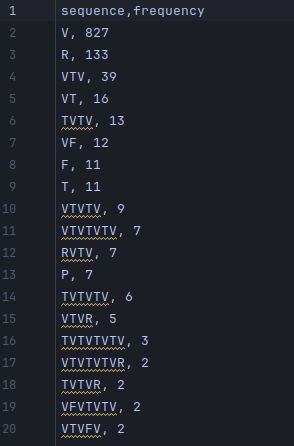 1 sequence,frequency
2 V, 827
3 R, 133
4 VTV, 39
5 VT, 16
6 TVTV, 13
7 VF, 12
8 F, 11
9 T, 11
10 VTVTV, 9
11 VTVTVTV, 7
12 RVTV, 7
13 P, 7
14 TVTVTV, 6
15 VTVR, 5
16 TVTVTVTV, 3
17 VTVTVTVR, 2
18 TVTVR, 2
19 VFVTVTV, 2
20 VTVFV, 2